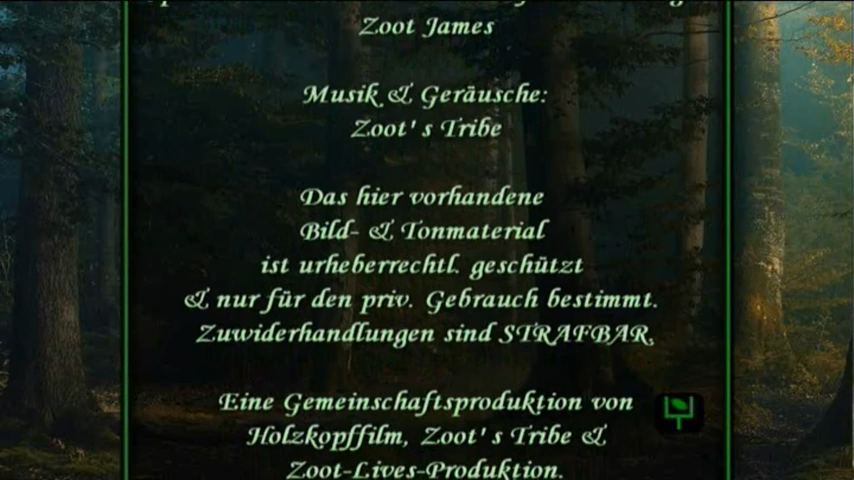 Zoot James
Musik & Geräusche:
Zoot' s Tribe
Das hier vorhandene
Bild- & Tonmaterial
ist urheberrechtl. geschützt
& nur für den priv. Gebrauch bestimmt.
Zuwiderhandlungen sind STRAFBAR.
Eine Gemeinschaftsproduktion von
Holzkopffilm, Zoot' s Tribe &
Zoot-Lives-Produktion.